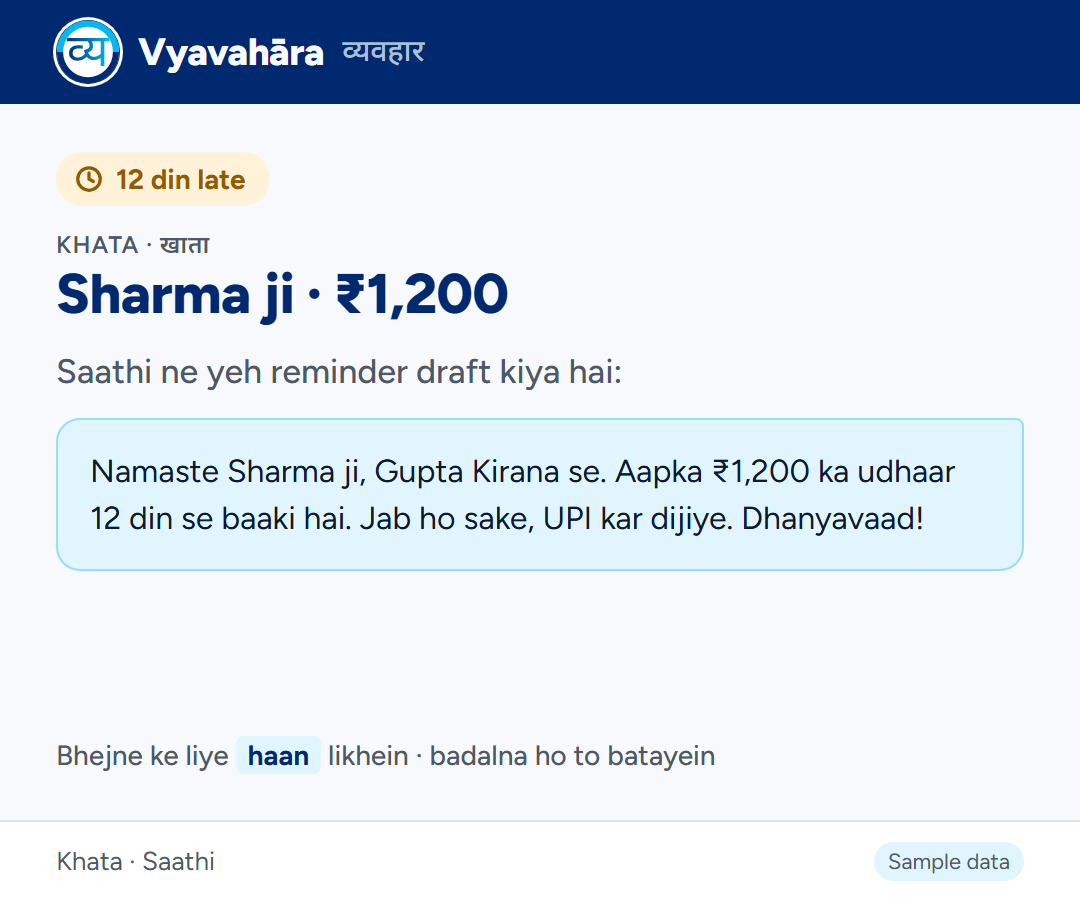 व्य Vyavahāra व्यवहार
12 din late
KHATA · खाता
Sharma ji · ₹1,200
Saathi ne yeh reminder draft kiya hai:
Namaste Sharma ji, Gupta Kirana se. Aapka ₹1,200 ka udhaar
12 din se baaki hai. Jab ho sake, UPI kar dijiye. Dhanyavaad!
Bhejne ke liye haan likhein · badalna ho to batayein
Khata · Saathi
Sample data